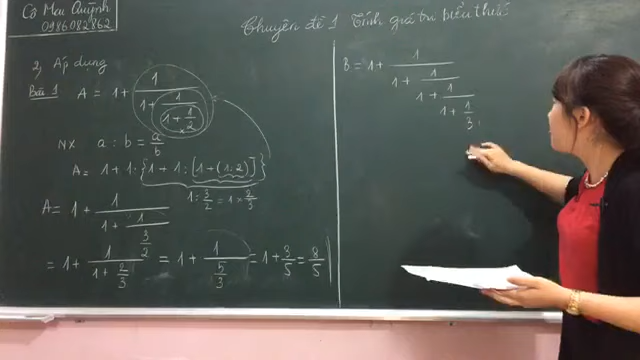 Cô Mau Quỳnh
0986082862
Chuyên đề 1 Tính giá trị biểu thức
2, Áp dụng
Bài 1 A = 1 + 1/(1 + 1/(1 + 1/2))
NX a : b = a/b
A = 1 + 1 : {1 + 1 : [1 + (1 : 2)]}
1 : 3/2 = 1 × 2/3
A = 1 + 1/(1 + 1/(3/2))
= 1 + 1/(1 + 2/3) = 1 + 1/(5/3) = 1 + 3/5 = 8/5
B = 1 + 1/(1 + 1/(1 + 1/(1 + 1/3)))